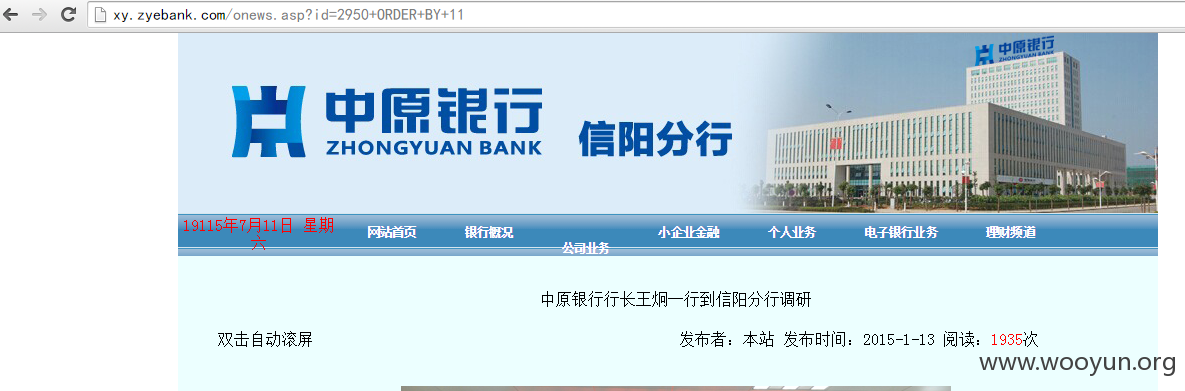 xy.zyebank.com/onews.asp?id=2950+ORDER+BY+11
中原银行
中原银行
ZHONGYUAN BANK
信阳分行
19115年7月11日 星期六
网站首页 银行概况 公司业务 小企业金融 个人业务 电子银行业务 理财频道
中原银行行长王炯一行到信阳分行调研
双击自动滚屏 发布者：本站 发布时间：2015-1-13 阅读：1935次
www.wooyun.org